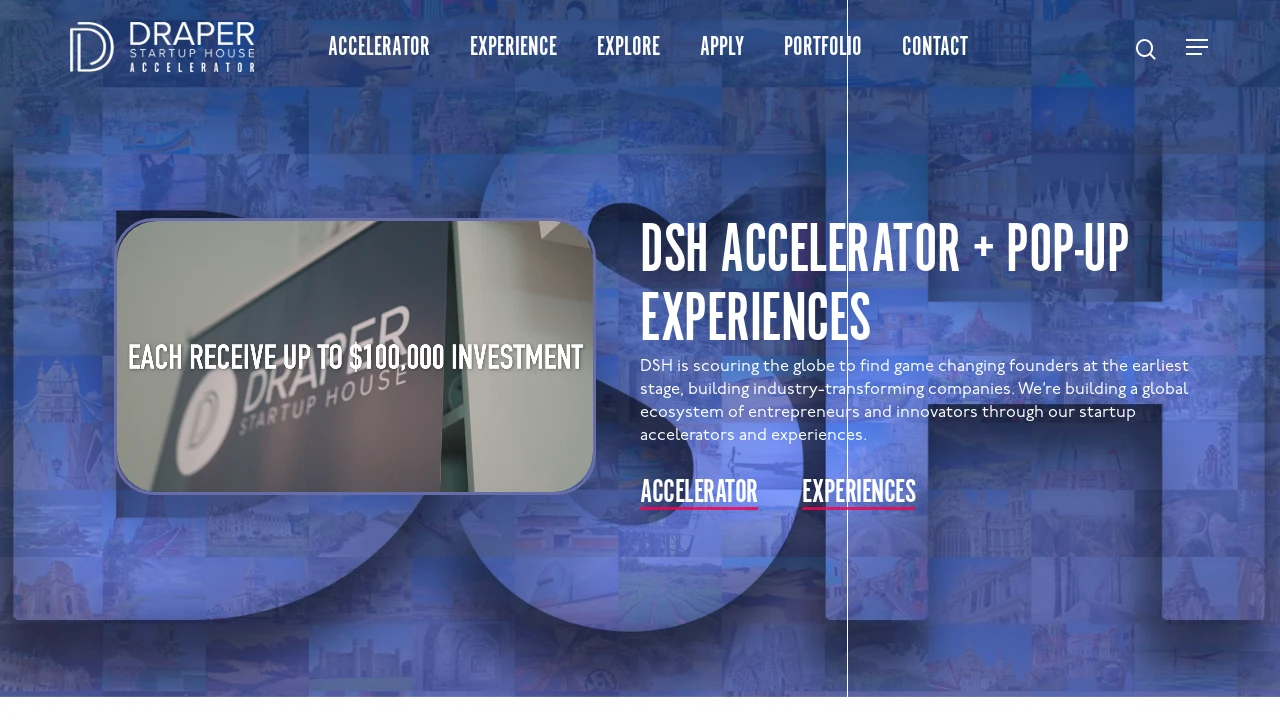 DRAPER
STARTUP HOUSE
ACCELERATOR
ACCELERATOR
EXPERIENCE
EXPLORE
APPLY
PORTFOLIO
CONTACT
DSH
DRAPER
STARTUP HOUSE
EACH RECEIVE UP TO $100,000 INVESTMENT
DSH ACCELERATOR + POP-UP
EXPERIENCES
DSH is scouring the globe to find game changing founders at the earliest
stage, building industry-transforming companies. We’re building a global
ecosystem of entrepreneurs and innovators through our startup
accelerators and experiences.
ACCELERATOR
EXPERIENCES